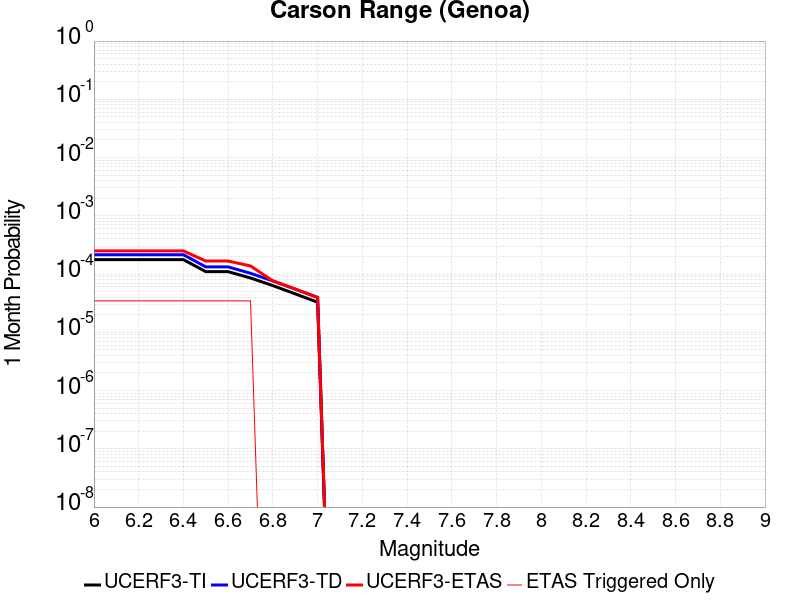 Carson Range (Genoa)
1 Month Probability
10^0
10^-1
10^-2
10^-3
10^-4
10^-5
10^-6
10^-7
10^-8
6 6.2 6.4 6.6 6.8 7 7.2 7.4 7.6 7.8 8 8.2 8.4 8.6 8.8 9
Magnitude
UCERF3-TI UCERF3-TD UCERF3-ETAS ETAS Triggered Only